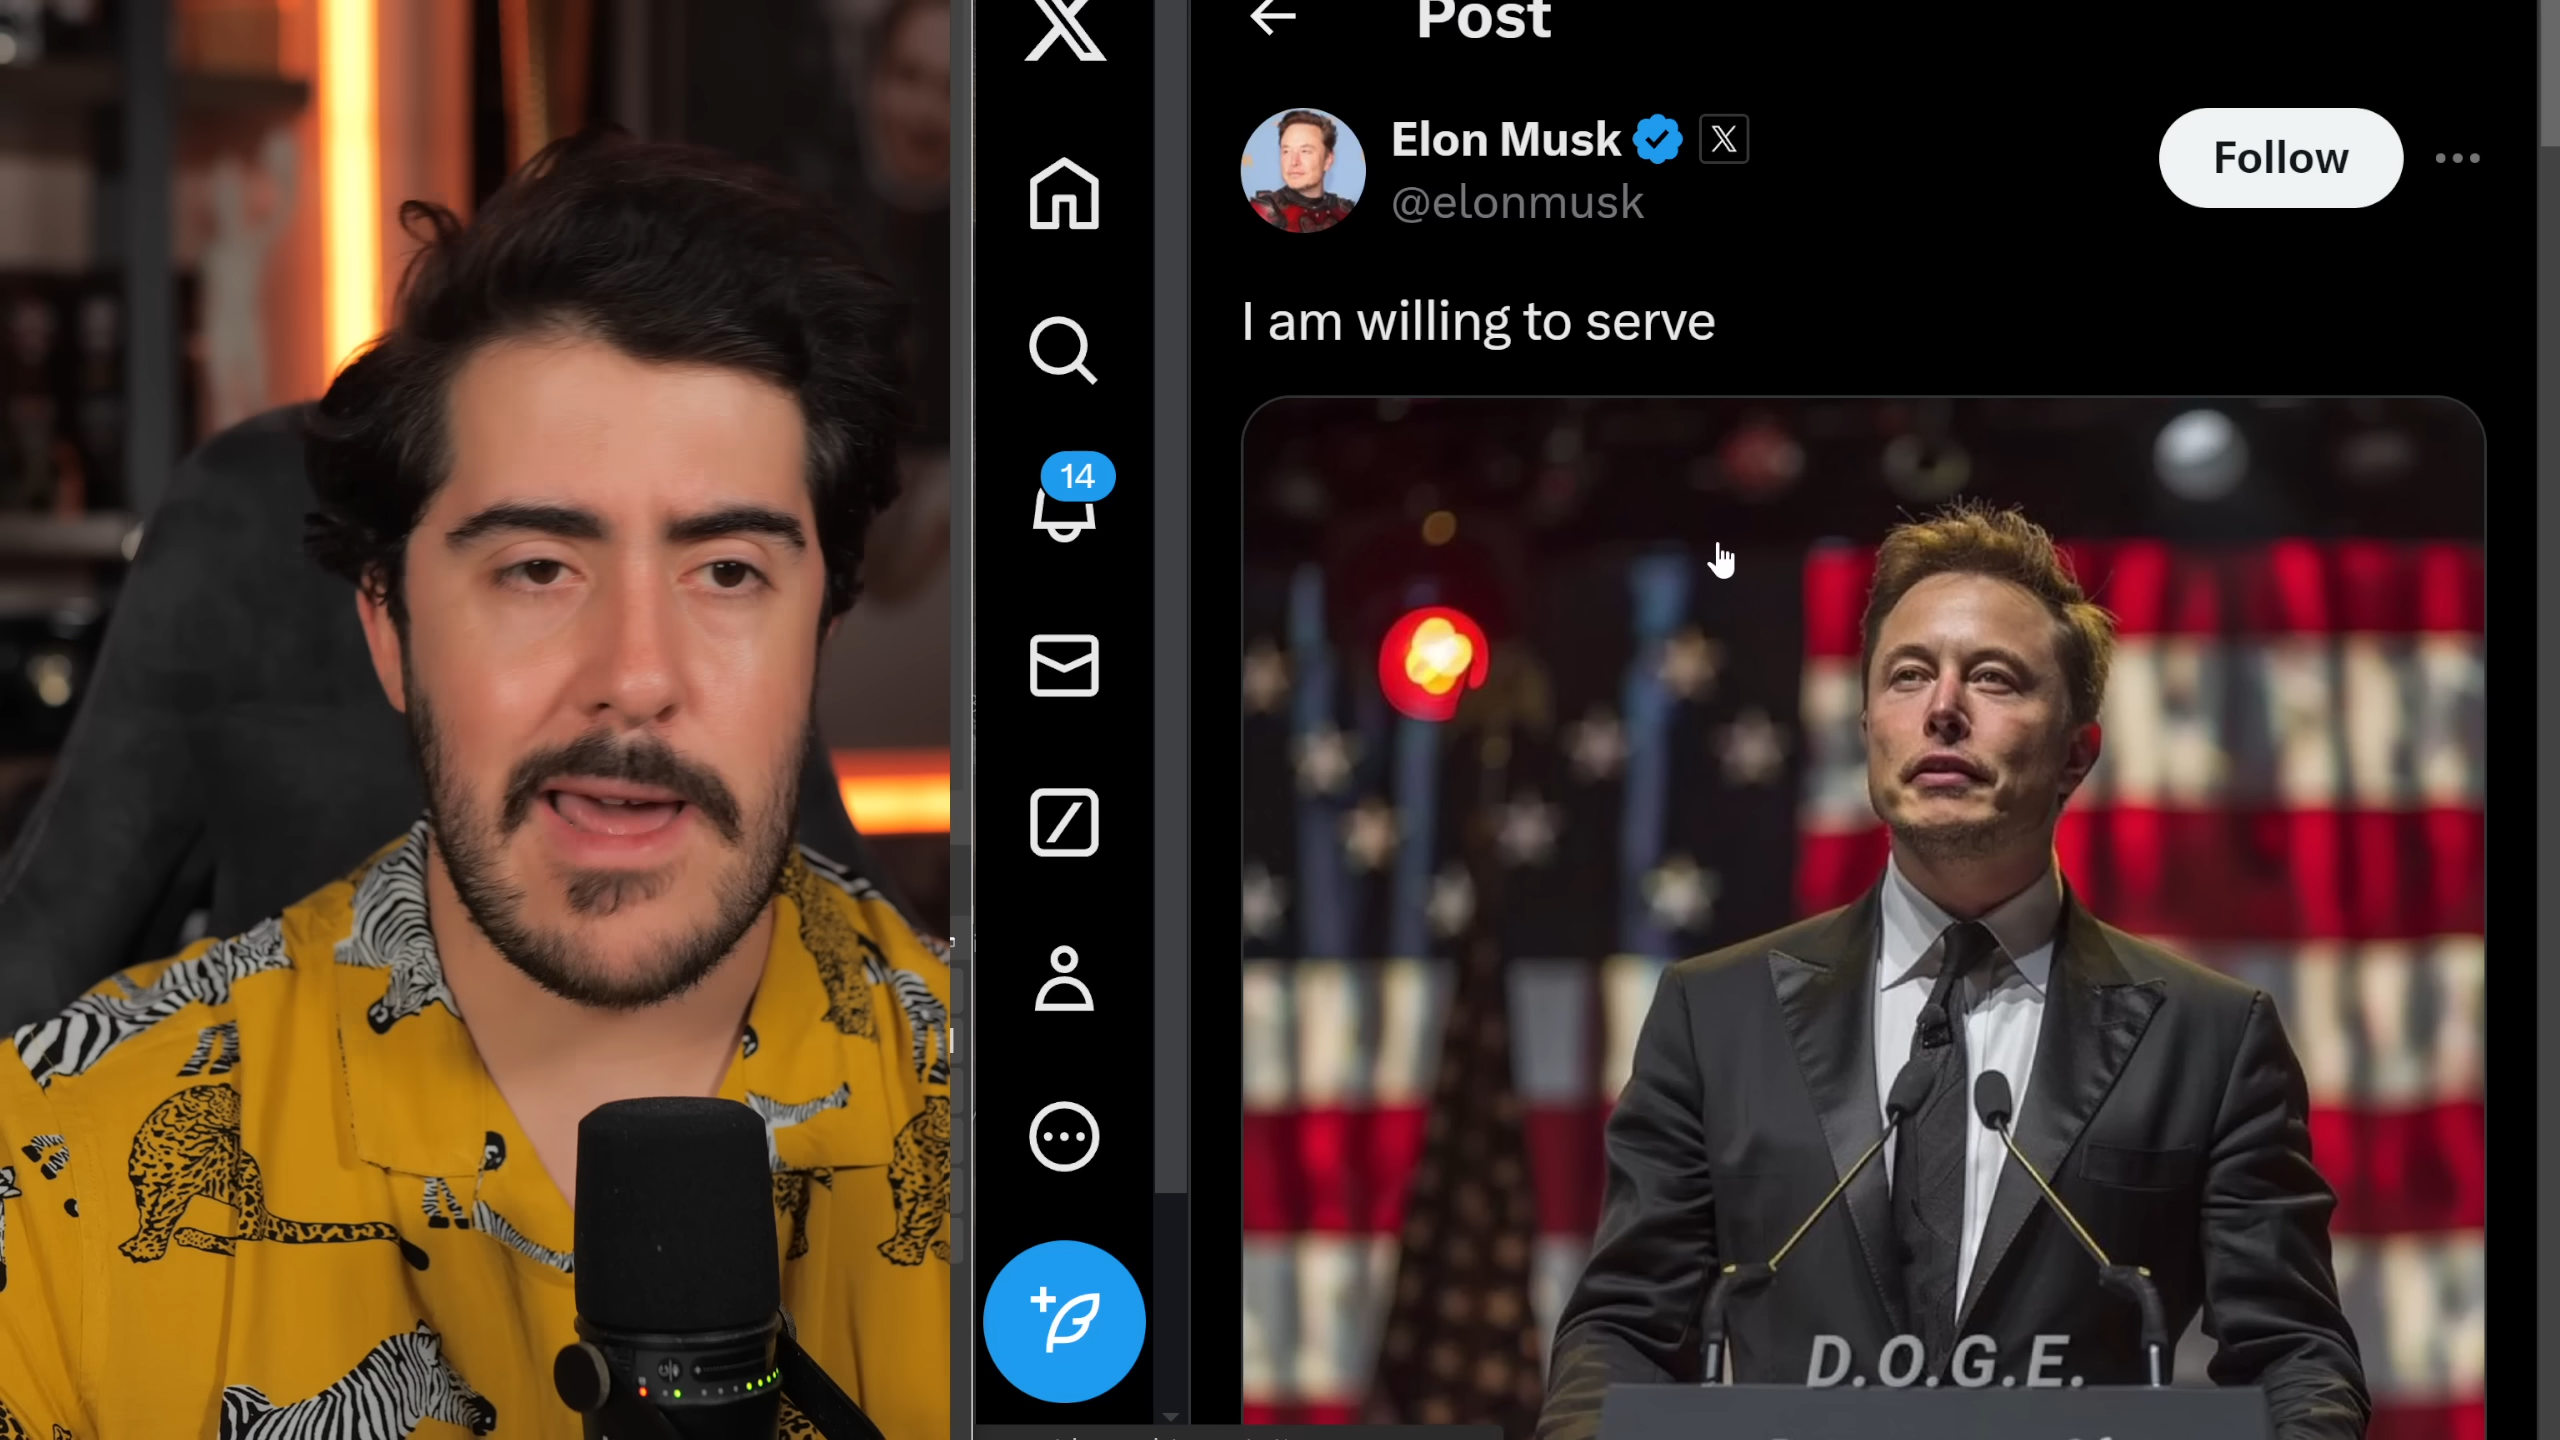 Post
Elon Musk
@elonmusk
Follow
I am willing to serve
14
D.O.G.E.